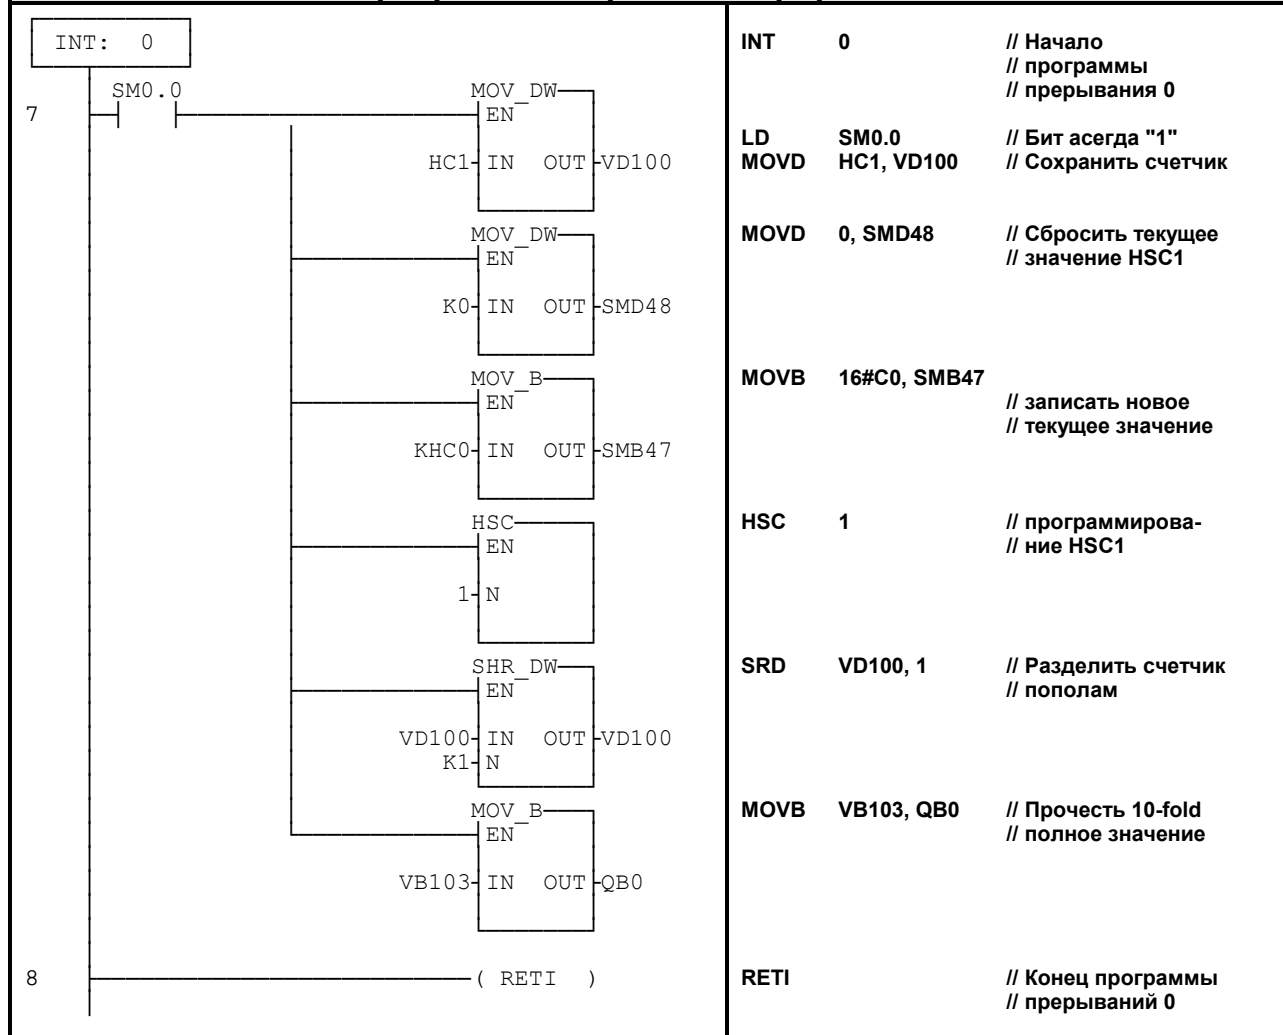 INT: 0
INT 0 // Начало
// программы
// прерывания 0
7
SM0.0
MOV_DW
EN
HC1 IN OUT VD100
LD SM0.0 // Бит асегда "1"
MOVD HC1, VD100 // Сохранить счетчик
MOV_DW
EN
K0 IN OUT SMD48
MOVD 0, SMD48 // Сбросить текущее
// значение HSC1
MOV_B
EN
KHC0 IN OUT SMB47
MOVB 16#C0, SMB47
// записать новое
// текущее значение
HSC
EN
1 N
HSC 1 // программирова-
// ние HSC1
SHR_DW
EN
VD100 IN OUT VD100
K1 N
SRD VD100, 1 // Разделить счетчик
// пополам
MOV_B
EN
VB103 IN OUT QB0
MOVB VB103, QB0 // Прочесть 10-fold
// полное значение
8
( RETI )
RETI // Конец программы
// прерываний 0